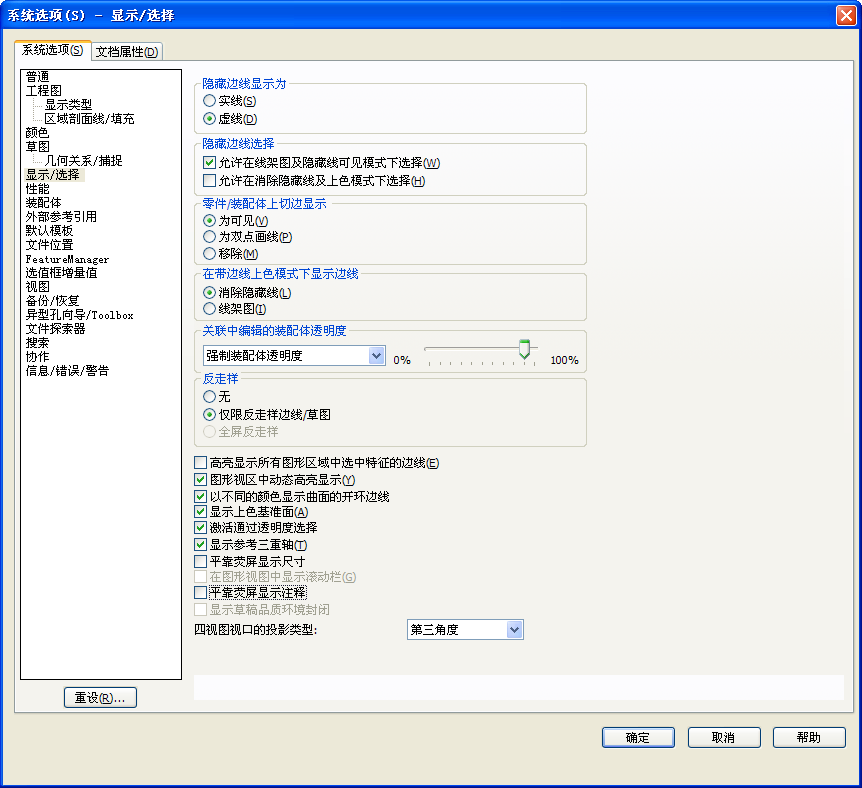 系统选项(S) - 显示/选择
系统选项(S) 文档属性(D)
普通
工程图
显示类型
区域剖面线/填充
颜色
草图
几何关系/捕捉
显示/选择
性能
装配体
外部参考引用
默认模板
文件位置
FeatureManager
选值框增量值
视图
备份/恢复
异型孔向导/Toolbox
文件探索器
搜索
协作
信息/错误/警告
重设(R)...
隐藏边线显示为
实线(S)
虚线(D)
隐藏边线选择
允许在线架图及隐藏线可见模式下选择(W)
允许在消除隐藏线及上色模式下选择(H)
零件/装配体上切边显示
为可见(V)
为双点画线(P)
移除(M)
在带边线上色模式下显示边线
消除隐藏线(L)
线架图(I)
关联中编辑的装配体透明度
强制装配体透明度 0% 100%
反走样
无
仅限反走样边线/草图
全屏反走样
高亮显示所有图形区域中选中特征的边线(E)
图形视区中动态高亮显示(Y)
以不同的颜色显示曲面的开环边线
显示上色基准面(A)
激活通过透明度选择
显示参考三重轴(T)
平靠荧屏显示尺寸
在图形视图中显示滚动栏(G)
平靠荧屏显示注释
显示草稿品质环境封闭
四视图视口的投影类型: 第三角度
确定 取消 帮助